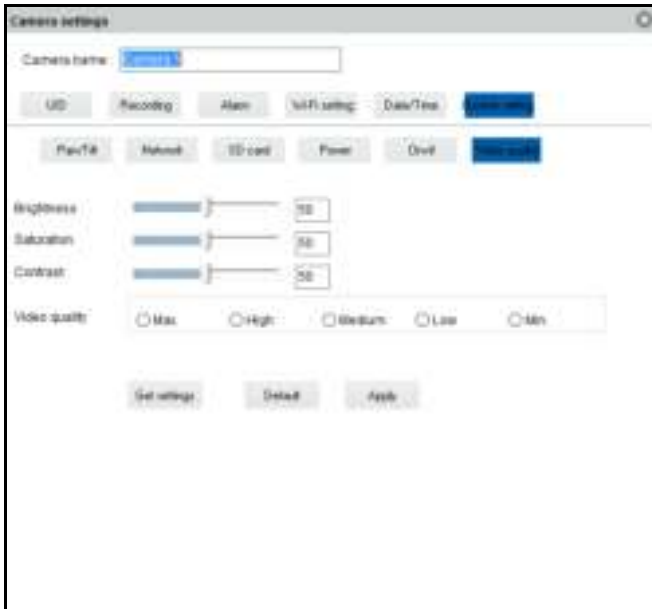 Camera settings
Camera name
UID Recording Alarm Wi-Fi setting Date/Time
Pan/Tilt Network SD card Power
Brightness 50
Saturation 50
Contrast 50
Video quality Max High Medium Low Min
Get settings Default Apply